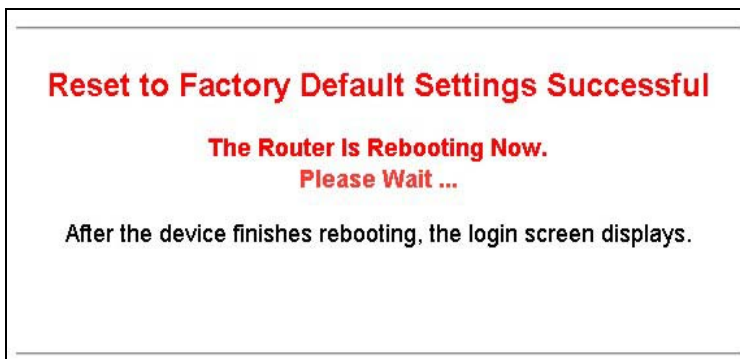 Reset to Factory Default Settings Successful
The Router Is Rebooting Now.
Please Wait ...
After the device finishes rebooting, the login screen displays.